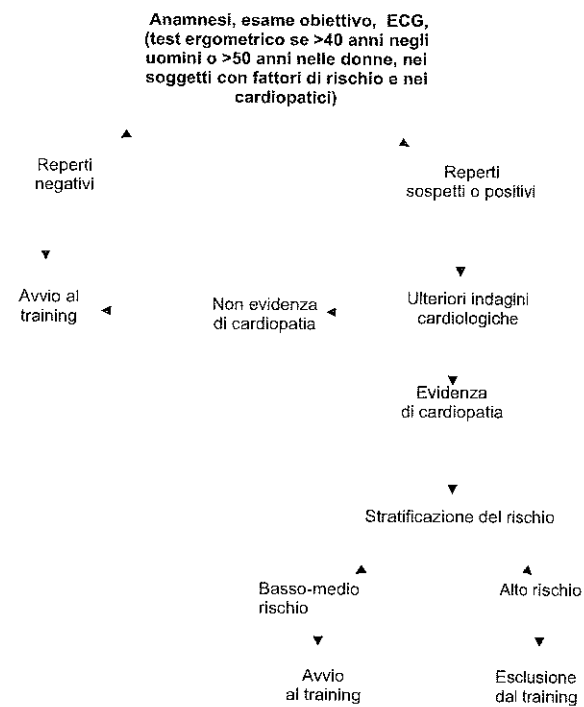 Anamnesi, esame obiettivo, ECG,
(test ergometrico se >40 anni negli
uomini o >50 anni nelle donne, nei
soggetti con fattori di rischio e nei
cardiopatici)
Reperti
negativi
Reperti
sospetti o positivi
Avvio al
training
Non evidenza
di cardiopatia
Ulteriori indagini
cardiologiche
Evidenza
di cardiopatia
Stratificazione del rischio
Basso-medio
rischio
Alto rischio
Avvio
al training
Esclusione
dal training